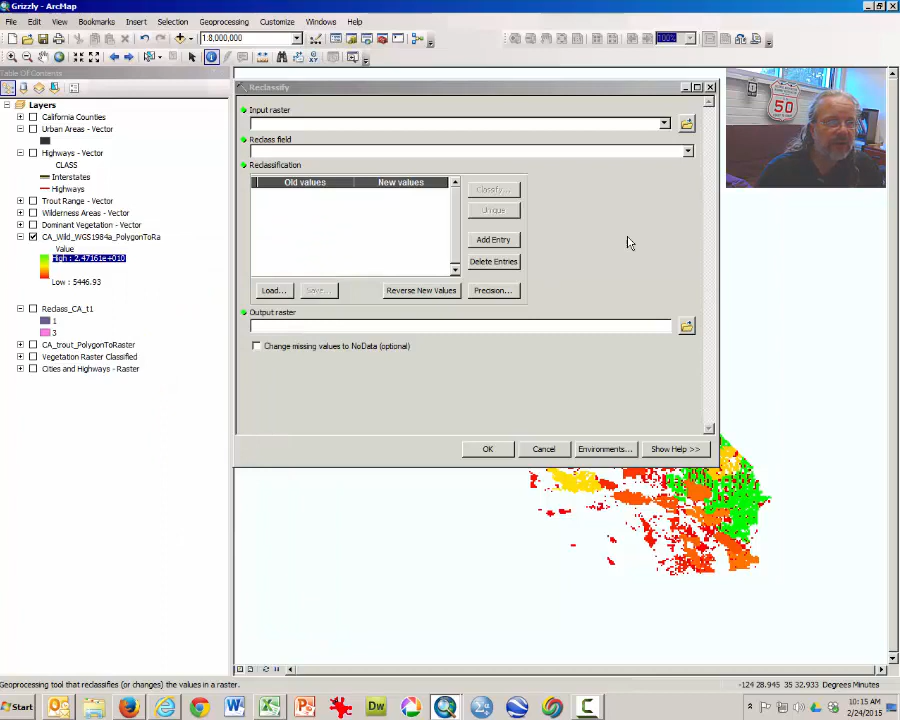 Grizzly - ArcMap
File Edit View Bookmarks Insert Selection Geoprocessing Customize Windows Help
1:8,000,000
100%
Table Of Contents
Layers
California Counties
Urban Areas - Vector
Highways - Vector
CLASS
Interstates
Highways
Trout Range - Vector
Wilderness Areas - Vector
Dominant Vegetation - Vector
CA_Wild_WGS1984a_PolygonToRa
Value
High : 2.47161e+010
Low : 5446.93
Reclass_CA_t1
1
3
CA_trout_PolygonToRaster
Vegetation Raster Classified
Cities and Highways - Raster
Reclassify
Input raster
Reclass field
Reclassification
Old values New values
Classify...
Unique
Add Entry
Delete Entries
Load... Save... Reverse New Values Precision...
Output raster
Change missing values to NoData (optional)
OK Cancel Environments... Show Help >>
50
Geoprocessing tool that reclassifies (or changes) the values in a raster.
-124 28.945 35 32.933 Degrees Minutes
Start
Dw
10:15 AM
2/24/2015